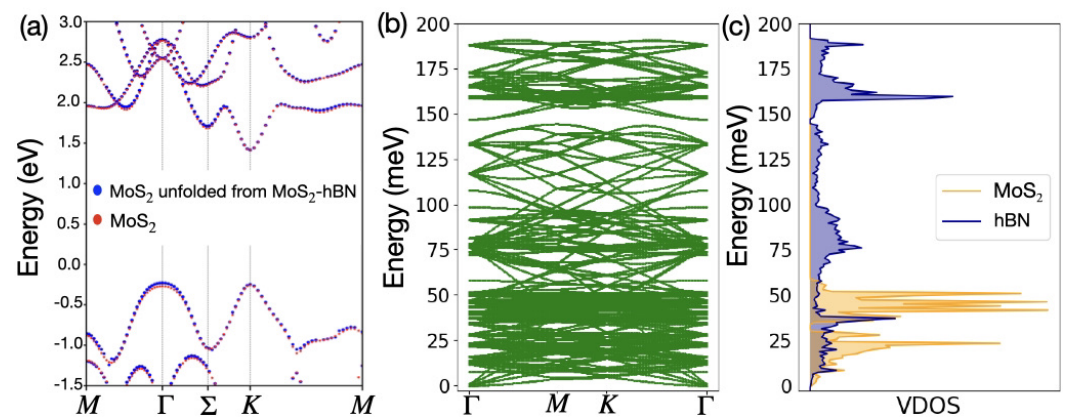 (a)
Energy (eV)
3.0
2.5
2.0
1.5
1.0
0.5
0.0
-0.5
-1.0
-1.5
MoS₂ unfolded from MoS₂-hBN
MoS₂
M Γ Σ K M
(b)
Energy (meV)
200
175
150
125
100
75
50
25
0
Γ M K Γ
(c)
Energy (meV)
200
175
150
125
100
75
50
25
0
MoS₂
hBN
VDOS